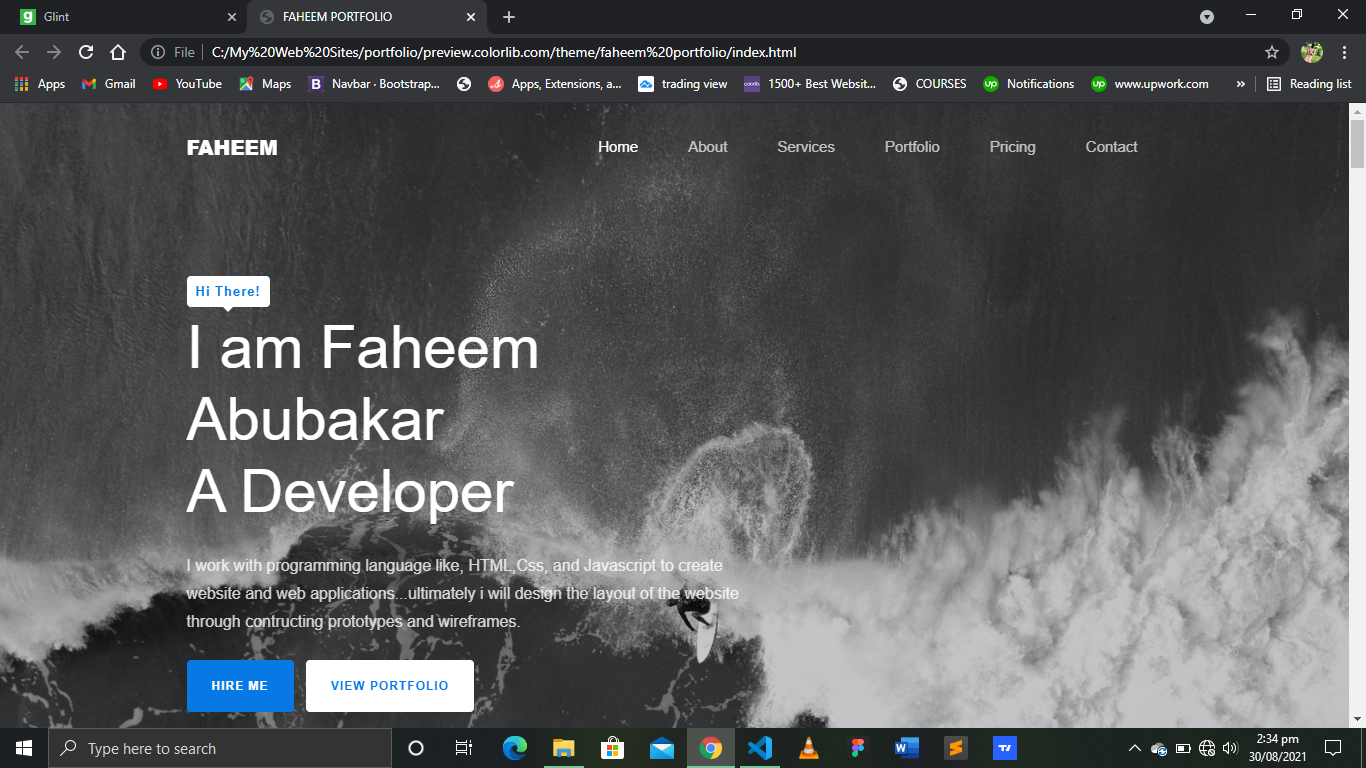 Glint
FAHEEM PORTFOLIO
File
C:/My%20Web%20Sites/portfolio/preview.colorlib.com/theme/faheem%20portfolio/index.html
Apps
Gmail
YouTube
Maps
B Navbar · Bootstrap...
Apps, Extensions, a...
trading view
colorlib 1500+ Best Websit...
COURSES
up Notifications
up www.upwork.com
»
Reading list
FAHEEM
Home About Services Portfolio Pricing Contact
Hi There!
I am Faheem
Abubakar
A Developer
I work with programming language like, HTML,Css, and Javascript to create
website and web applications...ultimately i will design the layout of the website
through contructing prototypes and wireframes.
HIRE ME VIEW PORTFOLIO
Type here to search
2:34 pm
30/08/2021